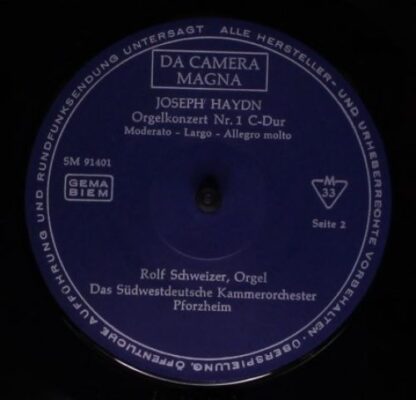 ALLE HERSTELLER- UND URHEBERRECHTE VORBEHALTEN · ÜBERSPIELUNG, ÖFFENTLICHE AUFFÜHRUNG UND RUNDFUNKSENDUNG UNTERSAGT
DA CAMERA
MAGNA
JOSEPH HAYDN
Orgelkonzert Nr. 1 C-Dur
Moderato - Largo - Allegro molto
SM 91401
GEMA
BIEM
M
33
Seite 2
Rolf Schweizer, Orgel
Das Südwestdeutsche Kammerorchester
Pforzheim